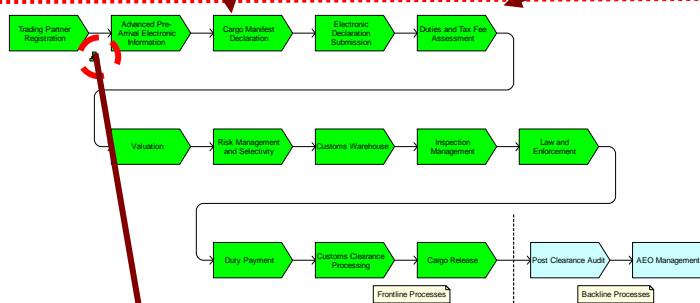 Trading Partner
Registration
Advanced Pre-
Arrival Electronic
Information
Cargo Manifest
Declaration
Electronic
Declaration
Submission
Duties and Tax Fee
Assessment
Valuation
Risk Management
and Selectivity
Customs Warehouse
Inspection
Management
Law and
Enforcement
Duty Payment
Customs Clearance
Processing
Cargo Release
Post Clearance Audit
AEO Management
Frontline Processes
Backline Processes